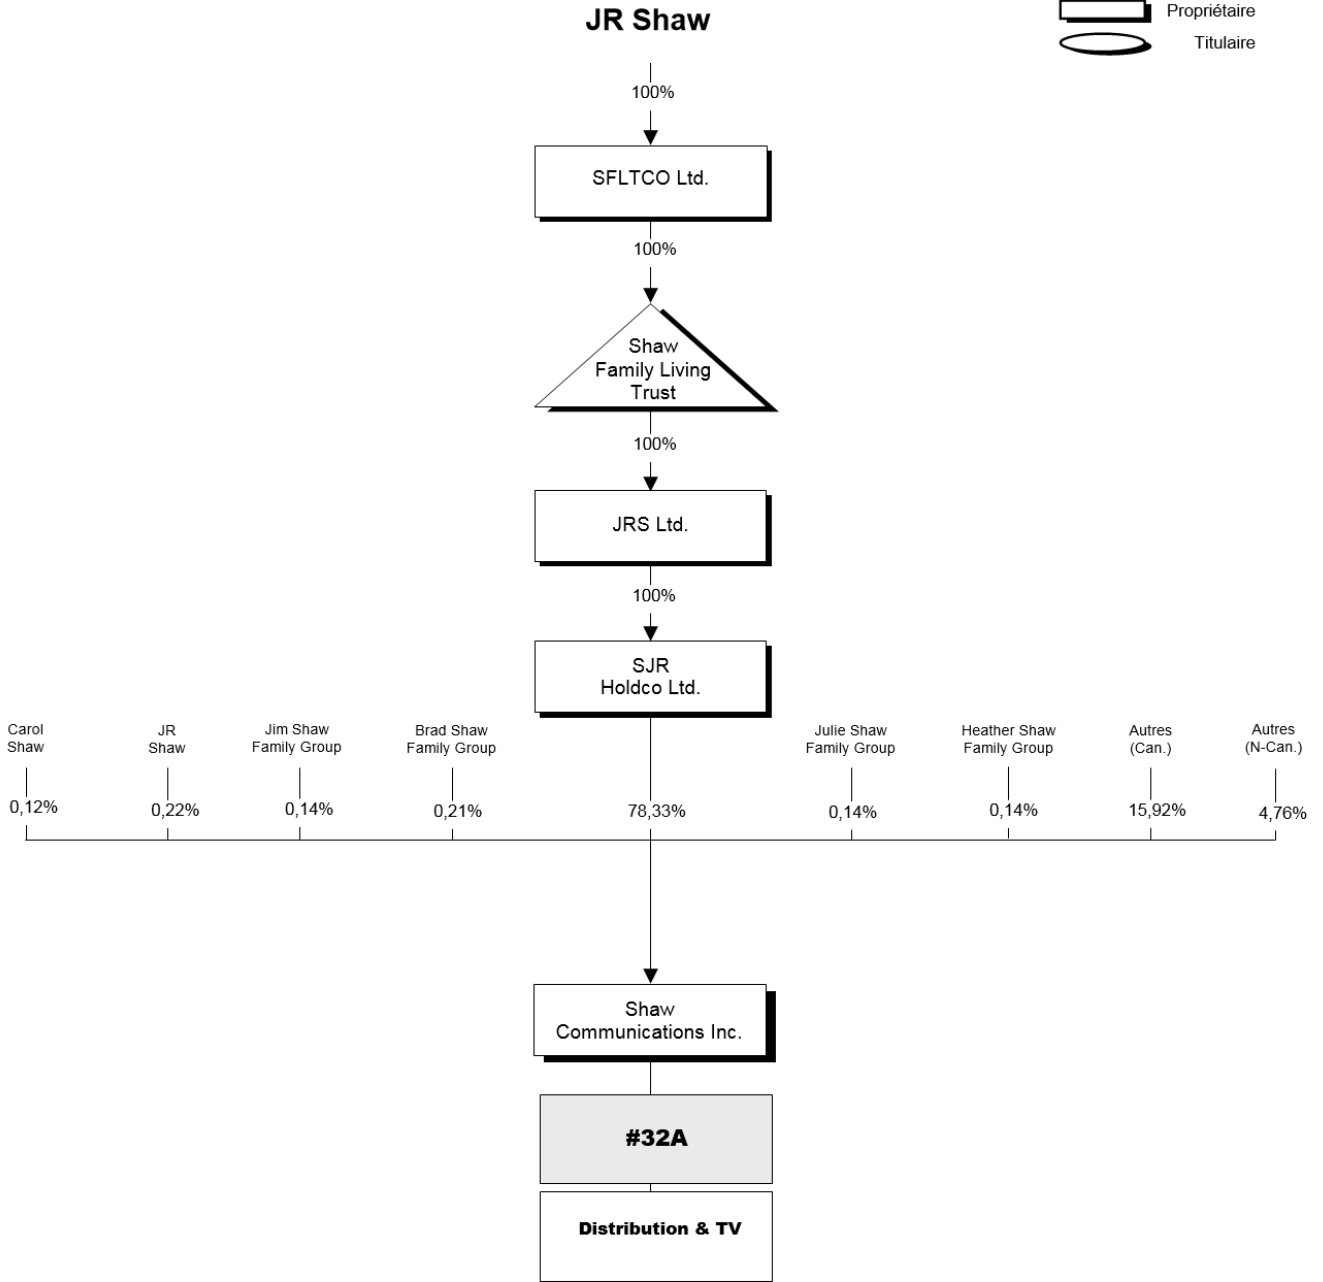 JR Shaw
Propriétaire
Titulaire
100%
SFLTCO Ltd.
100%
Shaw
Family Living
Trust
100%
JRS Ltd.
100%
SJR
Holdco Ltd.
Carol
Shaw
0,12%
JR
Shaw
0,22%
Jim Shaw
Family Group
0,14%
Brad Shaw
Family Group
0,21%
78,33%
Julie Shaw
Family Group
0,14%
Heather Shaw
Family Group
0,14%
Autres
(Can.)
15,92%
Autres
(N-Can.)
4,76%
Shaw
Communications Inc.
#32A
Distribution & TV